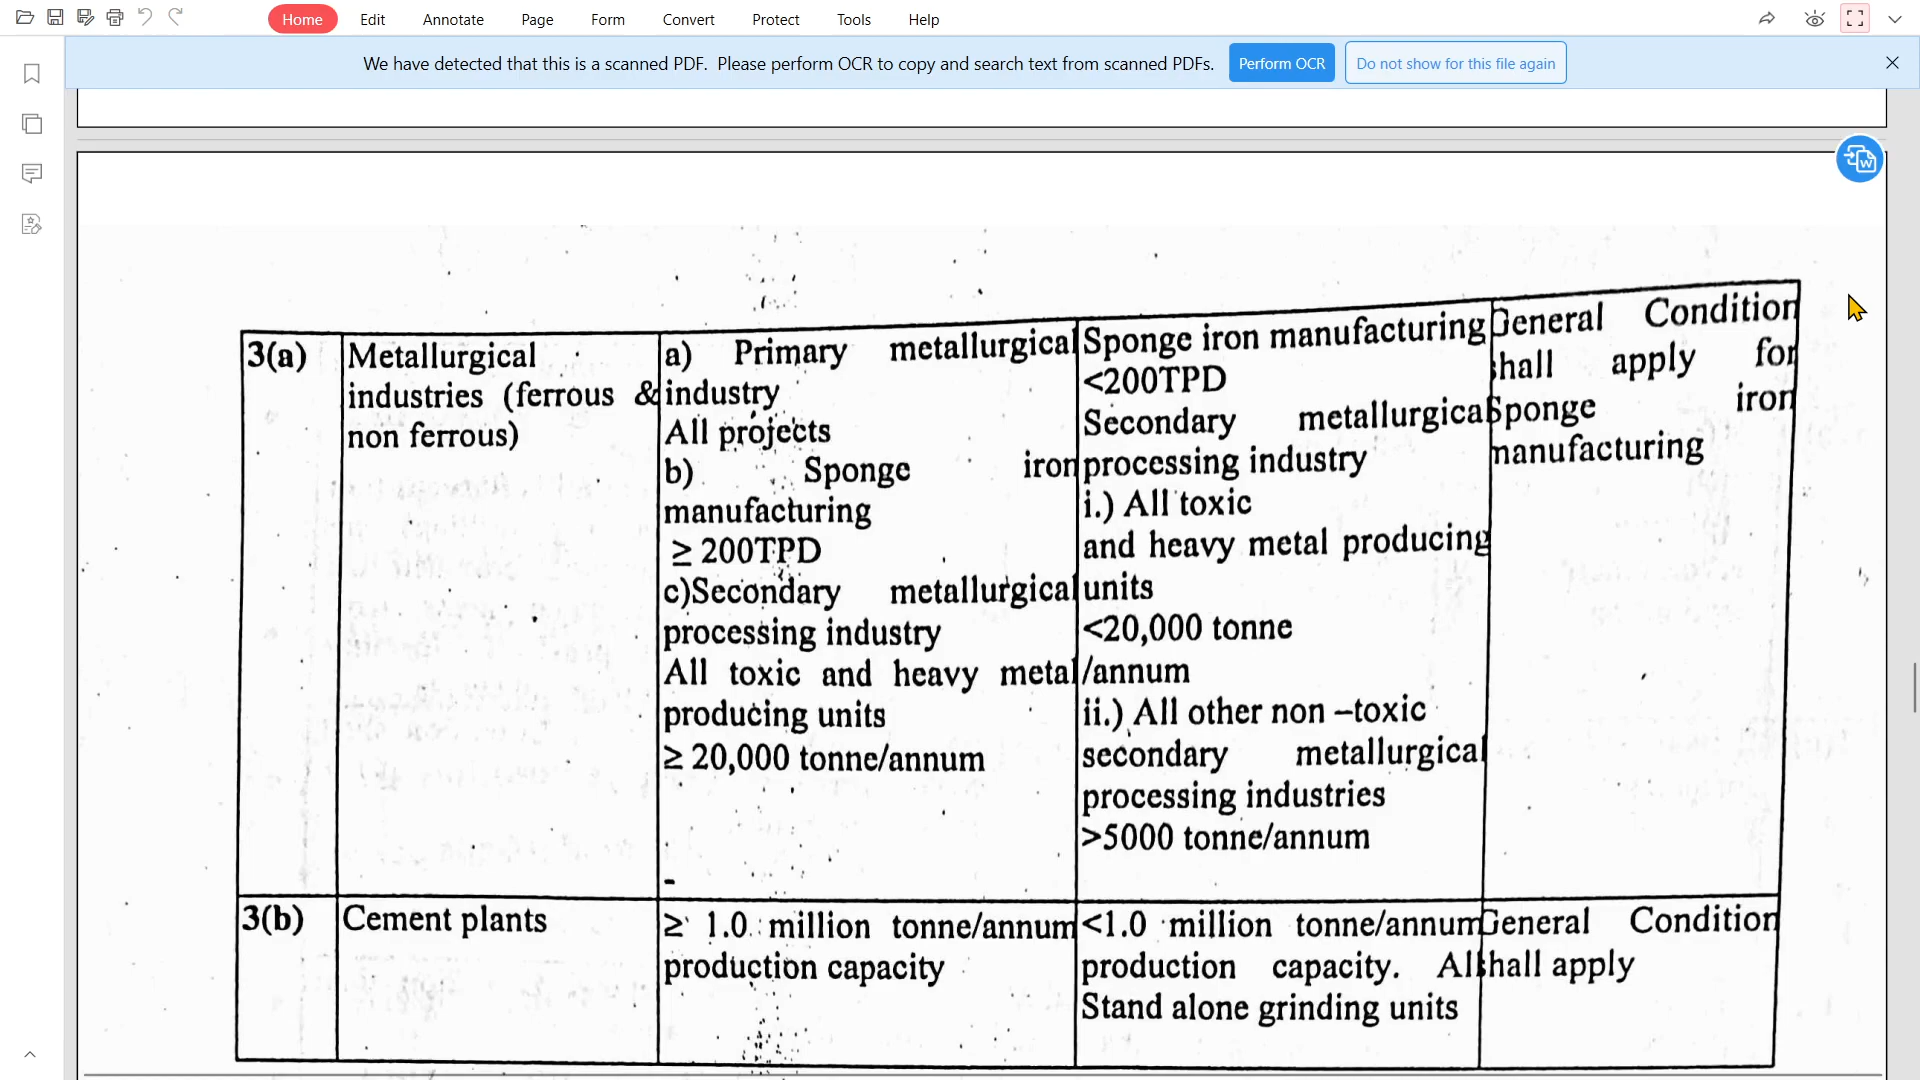 Home Edit Annotate Page Form Convert Protect Tools Help
We have detected that this is a scanned PDF. Please perform OCR to copy and search text from scanned PDFs. Perform OCR Do not show for this file again
3(a)
Metallurgical
industries (ferrous &
non ferrous)
a) Primary metallurgical
industry
All projects
b) Sponge iron
manufacturing
≥ 200TPD
c)Secondary metallurgical
processing industry
All toxic and heavy metal
producing units
≥ 20,000 tonne/annum
-
Sponge iron manufacturing
<200TPD
Secondary metallurgical
processing industry
i.) All toxic
and heavy metal producing
units
<20,000 tonne
/annum
ii.) All other non –toxic
secondary metallurgical
processing industries
>5000 tonne/annum
General Condition
shall apply for
Sponge iron
manufacturing
3(b)
Cement plants
≥ 1.0 million tonne/annum
production capacity
<1.0 million tonne/annum
production capacity. All
Stand alone grinding units
General Condition
shall apply